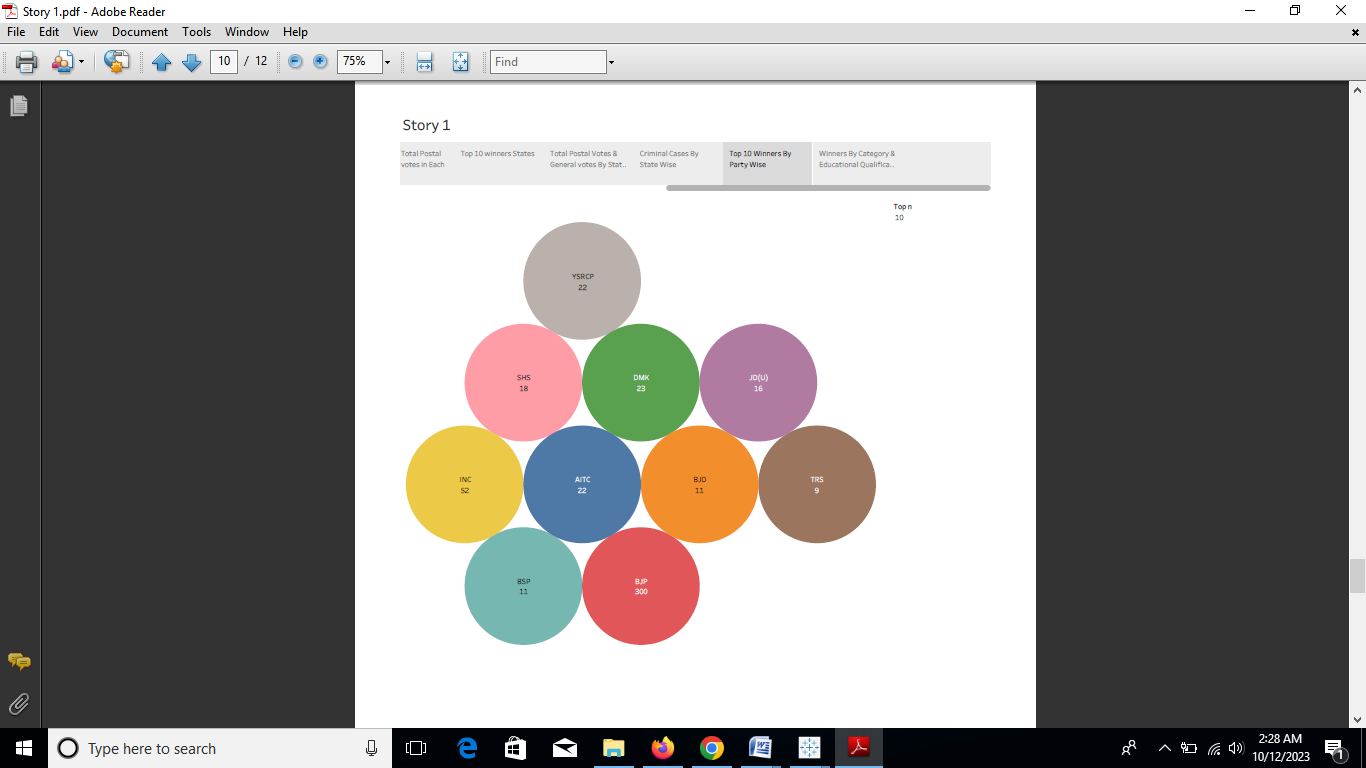 Story 1.pdf - Adobe Reader
File Edit View Document Tools Window Help
10 / 12 75% Find
Story 1
Total Postal
votes in Each
Top 10 winners States
Total Postal Votes &
General votes By Stat..
Criminal Cases By
State Wise
Top 10 Winners By
Party Wise
Winners By Category &
Educational Qualifica..
Top n
10
YSRCP
22
SHS
18
DMK
23
JD(U)
16
INC
52
AITC
22
BJD
11
TRS
9
BSP
11
BJP
300
Type here to search
2:28 AM
10/12/2023
1